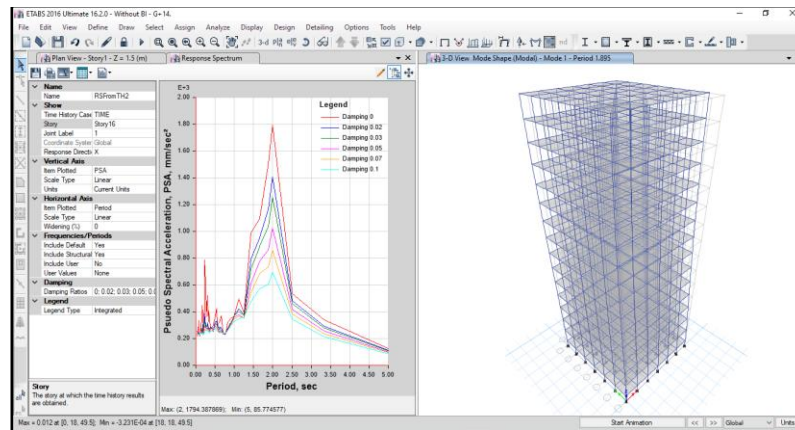 ETABS 2016 Ultimate 16.2.0 - Without BI - G+14.
File Edit View Define Draw Select Assign Analyze Display Design Detailing Options Tools Help
3-d
nd
Plan View - Story1 - Z = 1.5 (m)
Response Spectrum
3-D View Mode Shape (Modal) - Mode 1 - Period 1.895
Name
Name RSFromTH2
Show
Time History Case TIME
Story Story16
Joint Label 1
Coordinate System Global
Response Directi X
Vertical Axis
Item Plotted PSA
Scale Type Linear
Units Current Units
Horizontal Axis
Item Plotted Period
Scale Type Linear
Widening (%) 0
Frequencies/Periods
Include Default Yes
Include Structural Yes
Include User No
User Values None
Damping
Damping Ratios 0; 0.02; 0.03; 0.05; 0.0
Legend
Legend Type Integrated
Story
The story at which the time history results
are obtained.
E+3
2.00
1.80
1.60
1.40
1.20
1.00
0.80
0.60
0.40
0.20
0.00
Psuedo Spectral Acceleration, PSA, mm/sec²
0.00 0.50 1.00 1.50 2.00 2.50 3.00 3.50 4.00 4.50 5.00
Period, sec
Legend
Damping 0
Damping 0.02
Damping 0.03
Damping 0.05
Damping 0.07
Damping 0.1
Max: (2, 1794.387869); Min: (5, 85.774577)
Max = 0.012 at [0, 18, 49.5]; Min = -3.231E-04 at [18, 18, 49.5]
Start Animation << >> Global Units